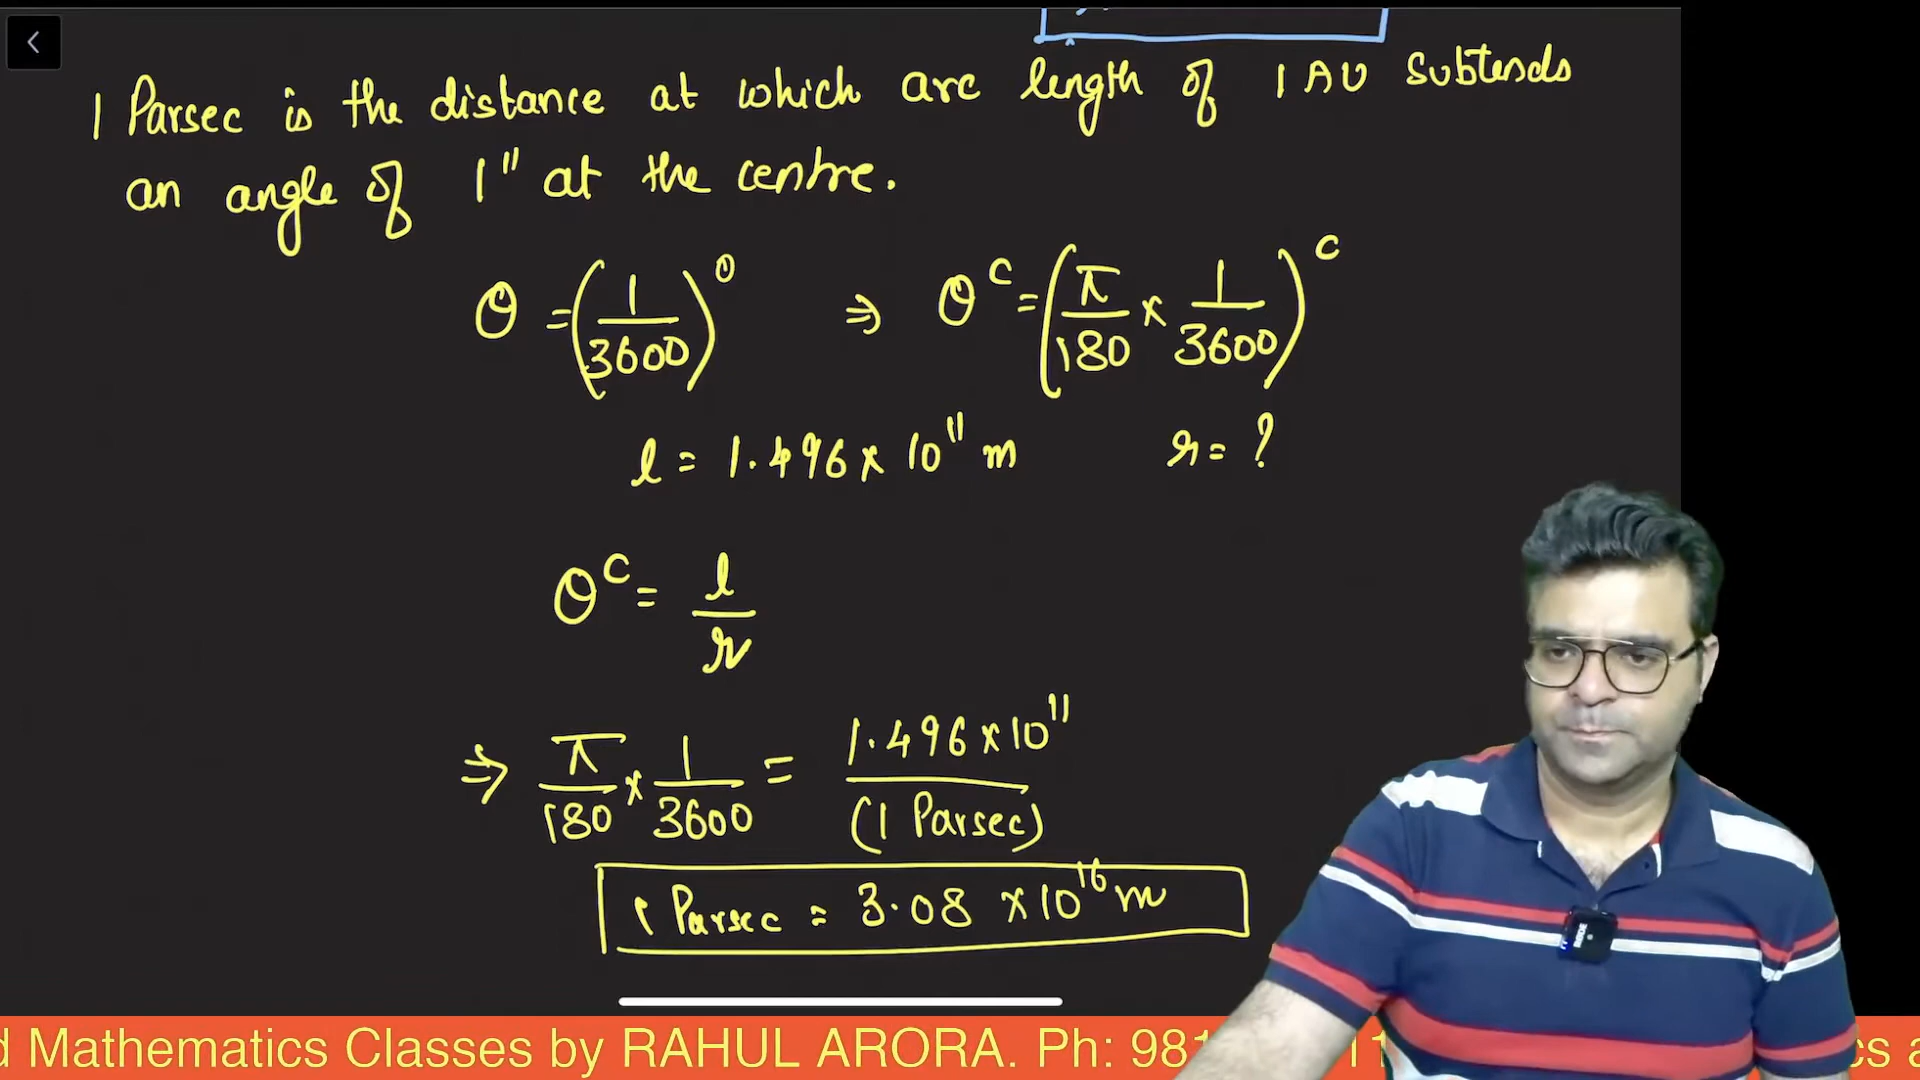 1 Parsec is the distance at which arc length of 1 AU subtends
an angle of 1" at the centre.
θ = (1/3600)° ⇒ θᶜ = (π/180 × 1/3600)ᶜ
l = 1.496 × 10¹¹ m r = ?
θᶜ = l/r
⇒ π/180 × 1/3600 = 1.496 × 10¹¹/(1 Parsec)
1 Parsec = 3.08 × 10¹⁶ m
d Mathematics Classes by RAHUL ARORA. Ph: 98